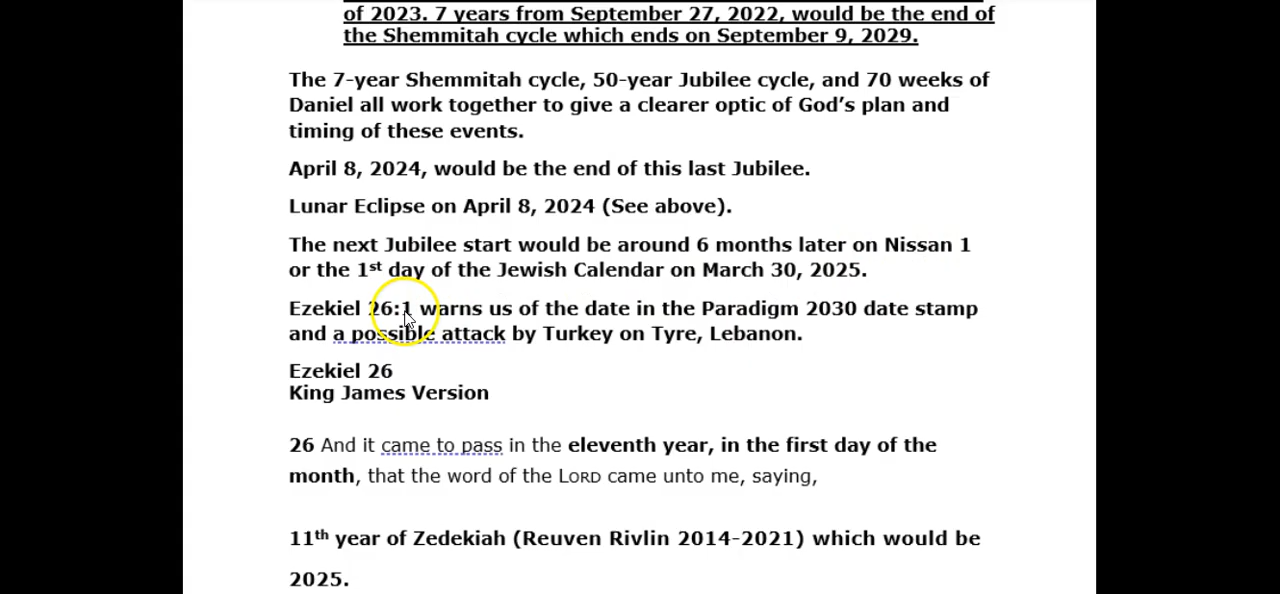 of 2023. 7 years from September 27, 2022, would be the end of
the Shemmitah cycle which ends on September 9, 2029.
The 7-year Shemmitah cycle, 50-year Jubilee cycle, and 70 weeks of
Daniel all work together to give a clearer optic of God’s plan and
timing of these events.
April 8, 2024, would be the end of this last Jubilee.
Lunar Eclipse on April 8, 2024 (See above).
The next Jubilee start would be around 6 months later on Nissan 1
or the 1st day of the Jewish Calendar on March 30, 2025.
Ezekiel 26:1 warns us of the date in the Paradigm 2030 date stamp
and a possible attack by Turkey on Tyre, Lebanon.
Ezekiel 26
King James Version
26 And it came to pass in the eleventh year, in the first day of the
month, that the word of the LORD came unto me, saying,
11th year of Zedekiah (Reuven Rivlin 2014-2021) which would be
2025.